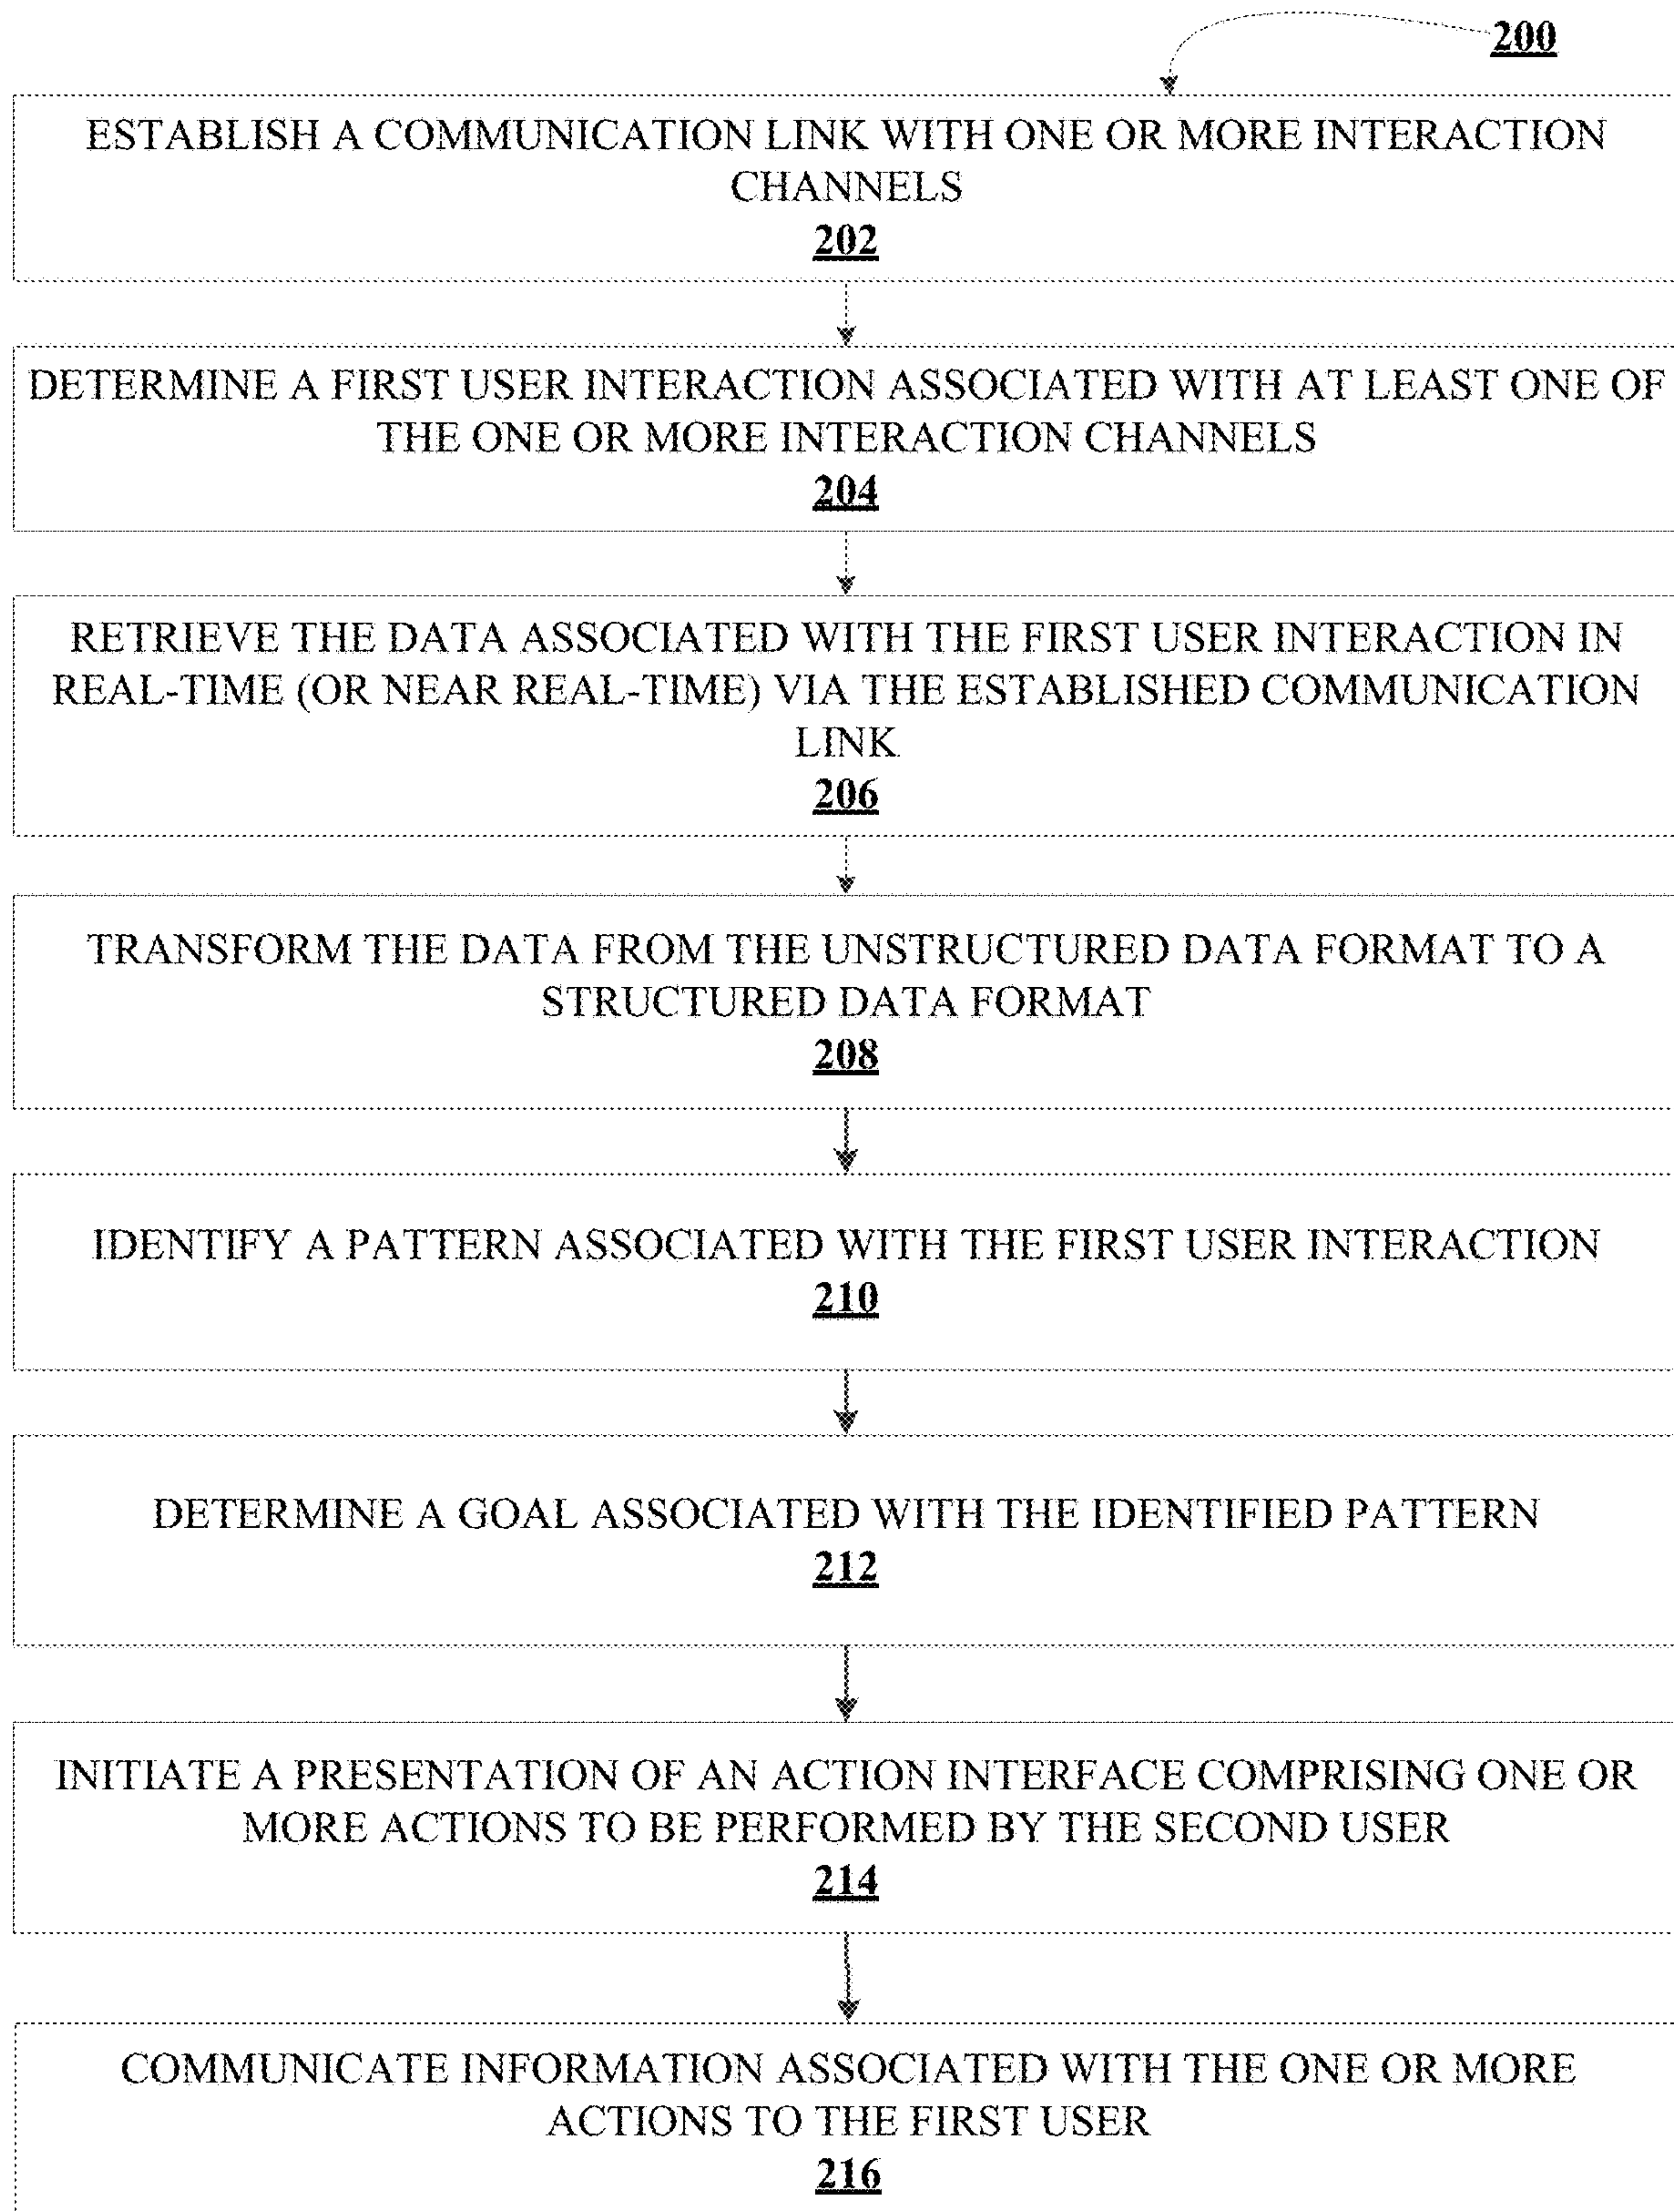 200
ESTABLISH A COMMUNICATION LINK WITH ONE OR MORE INTERACTION
CHANNELS
202
DETERMINE A FIRST USER INTERACTION ASSOCIATED WITH AT LEAST ONE OF
THE ONE OR MORE INTERACTION CHANNELS
204
RETRIEVE THE DATA ASSOCIATED WITH THE FIRST USER INTERACTION IN
REAL-TIME (OR NEAR REAL-TIME) VIA THE ESTABLISHED COMMUNICATION
LINK
206
TRANSFORM THE DATA FROM THE UNSTRUCTURED DATA FORMAT TO A
STRUCTURED DATA FORMAT
208
IDENTIFY A PATTERN ASSOCIATED WITH THE FIRST USER INTERACTION
210
DETERMINE A GOAL ASSOCIATED WITH THE IDENTIFIED PATTERN
212
INITIATE A PRESENTATION OF AN ACTION INTERFACE COMPRISING ONE OR
MORE ACTIONS TO BE PERFORMED BY THE SECOND USER
214
COMMUNICATE INFORMATION ASSOCIATED WITH THE ONE OR MORE
ACTIONS TO THE FIRST USER
216